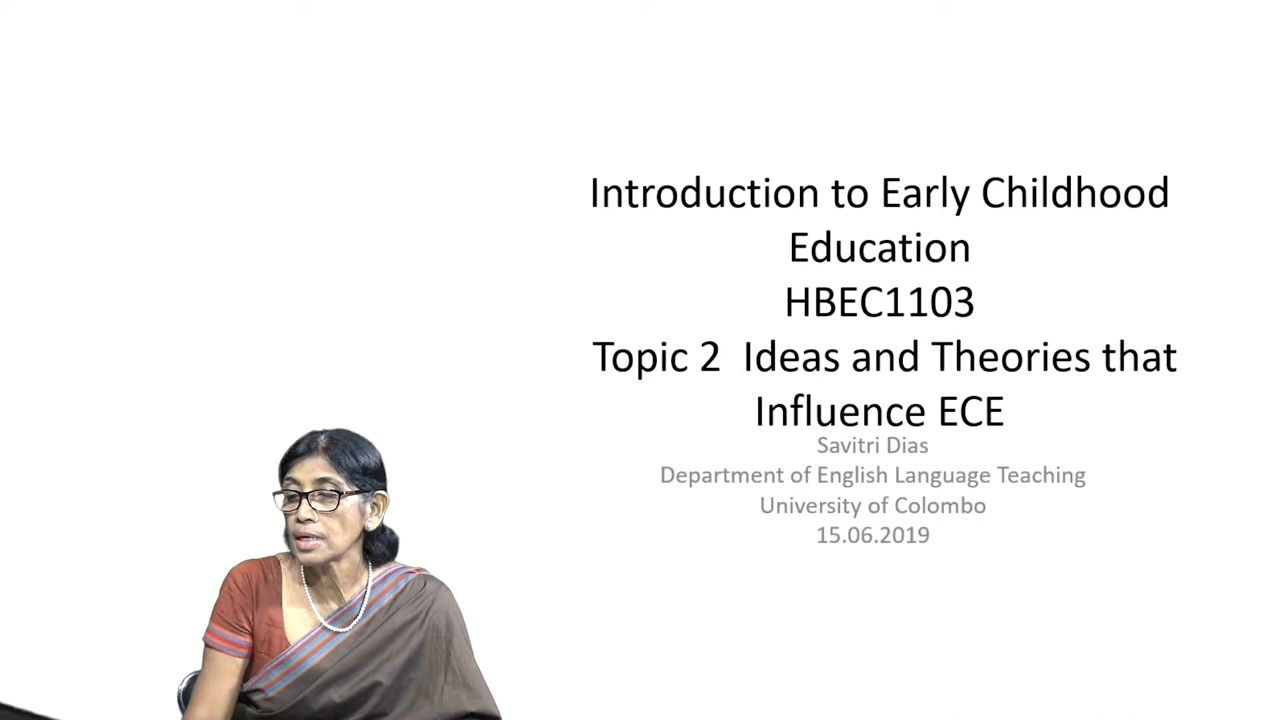 Introduction to Early Childhood
Education
HBEC1103
Topic 2  Ideas and Theories that
Influence ECE
Savitri Dias
Department of English Language Teaching
University of Colombo
15.06.2019